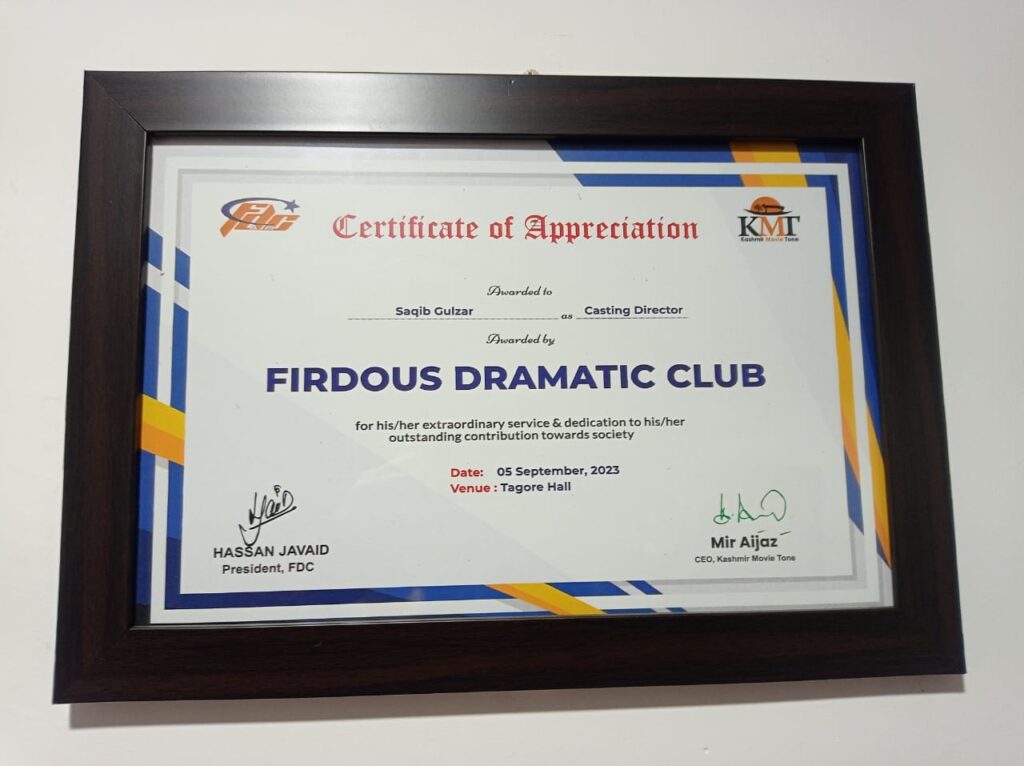 FDC
Certificate of Appreciation
KMT
Kashmir Movie Tone
Awarded to
Saqib Gulzar as Casting Director
Awarded by
FIRDOUS DRAMATIC CLUB
for his/her extraordinary service & dedication to his/her
outstanding contribution towards society
Date: 05 September, 2023
Venue : Tagore Hall
HASSAN JAVAID
President, FDC
Mir Aijaz
CEO, Kashmir Movie Tone